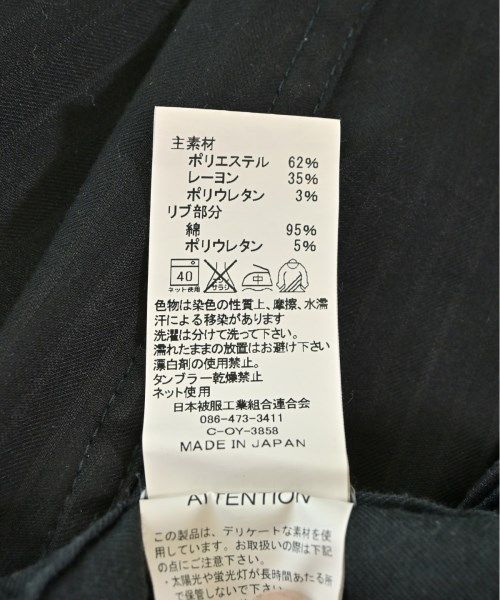 主素材
ポリエステル 62%
レーヨン 35%
ポリウレタン 3%
リブ部分
綿 95%
ポリウレタン 5%
40
ネット使用
エンソ
サラシ
中
色物は染色の性質上、摩擦、水濡
汗による移染があります
洗濯は分けて洗って下さい。
濡れたままの放置はお避け下さい
漂白剤の使用禁止。
タンブラー乾燥禁止
ネット使用
日本被服工業組合連合会
086-473-3411
C-OY-3858
MADE IN JAPAN
ATTENTION
この製品は、デリケートな素材を使
用しています。お取扱いの際は下記
の点にご注意下さい。
・太陽光や蛍光灯が長時間あたる所
で保管しないで下さい。